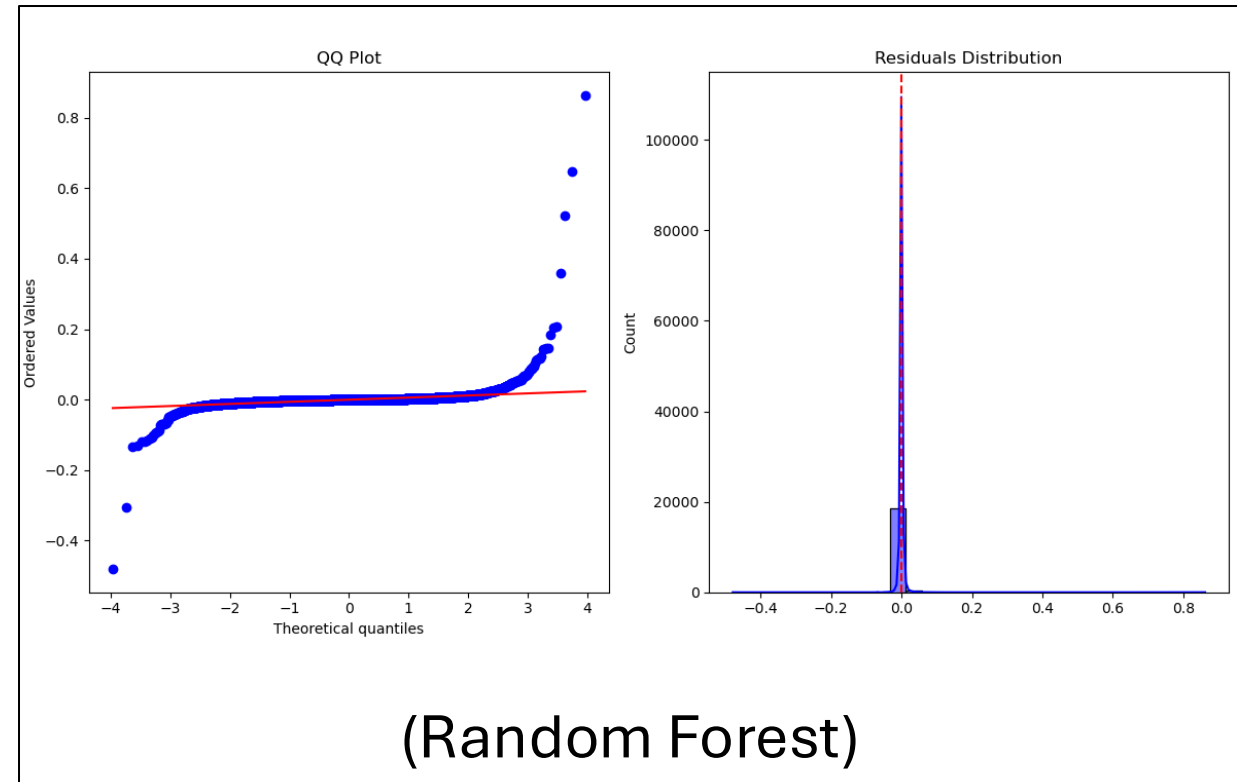 QQ Plot
0.8
0.6
0.4
0.2
0.0
−0.2
−0.4
Ordered Values
−4 −3 −2 −1 0 1 2 3 4
Theoretical quantiles
Residuals Distribution
100000
80000
60000
40000
20000
0
Count
−0.4 −0.2 0.0 0.2 0.4 0.6 0.8
(Random Forest)